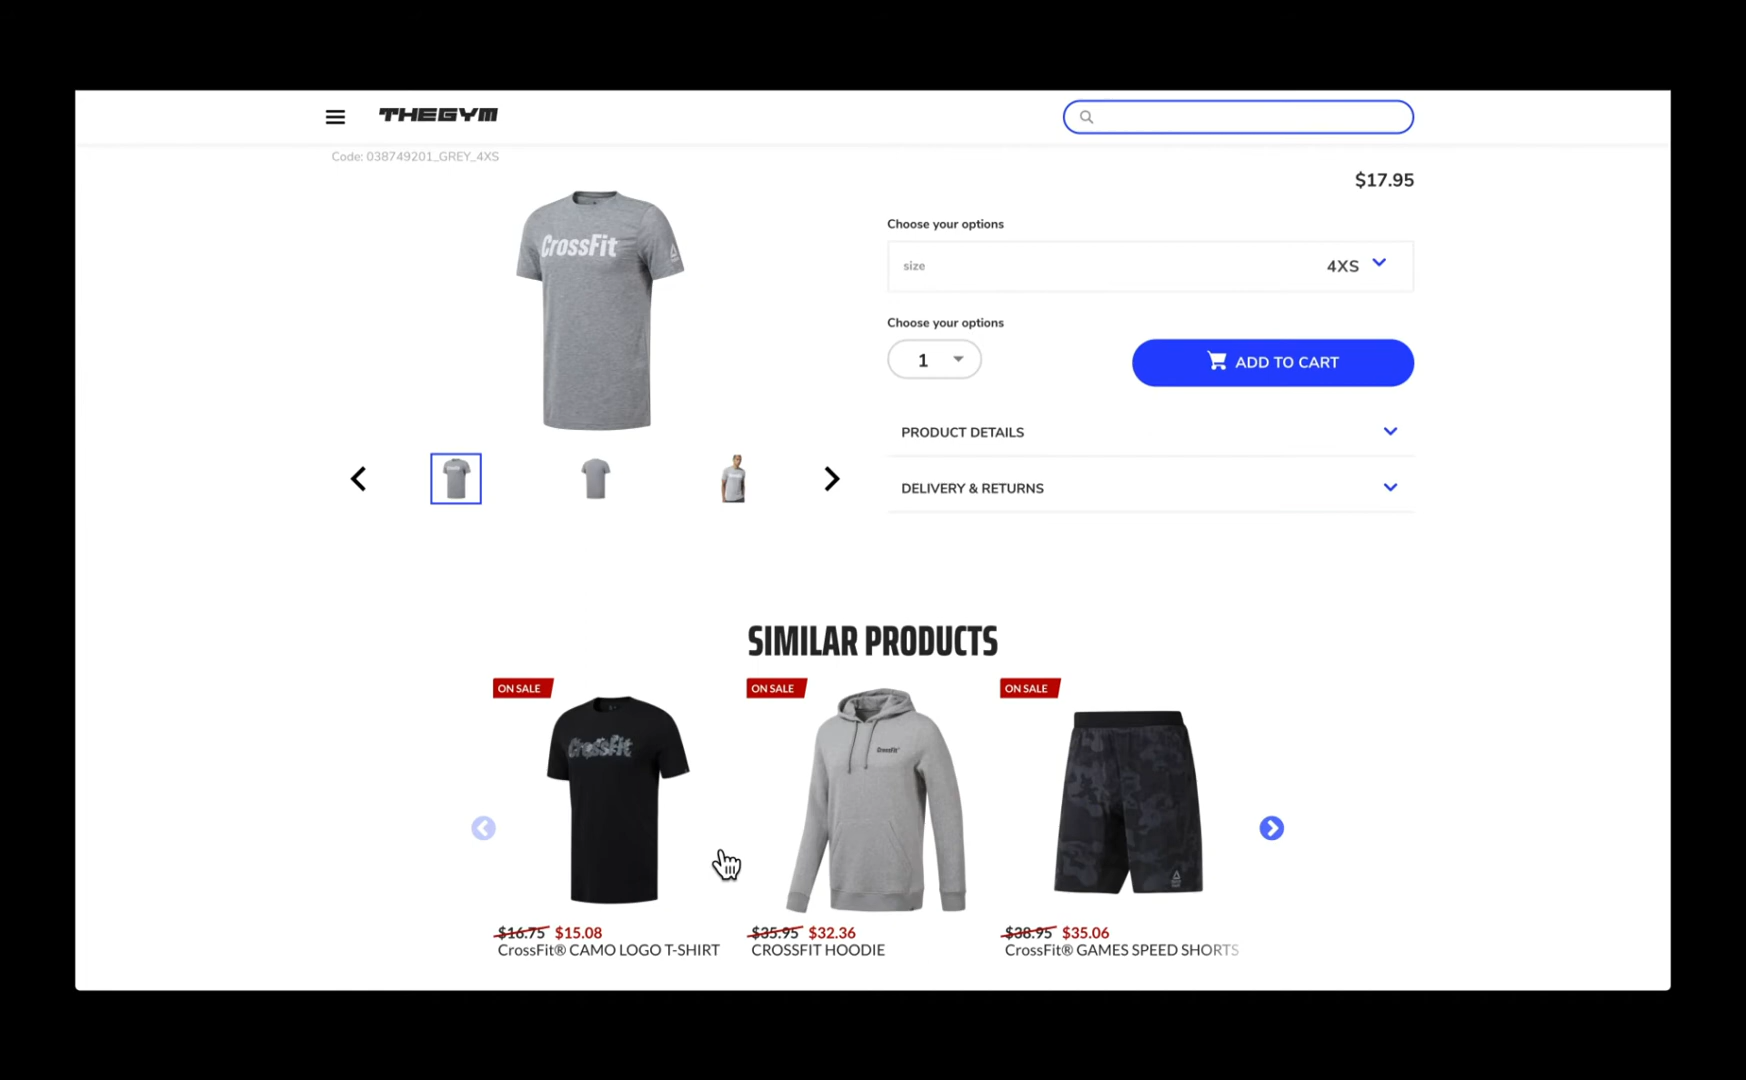 THEGYM
Code: 038749201_GREY_4XS
$17.95
CrossFit
Choose your options
size 4XS
Choose your options
1 ADD TO CART
PRODUCT DETAILS
DELIVERY & RETURNS
SIMILAR PRODUCTS
ON SALE ON SALE ON SALE
CrossFit CrossFit
$16.75 $15.08 $35.95 $32.36 $38.95 $35.06
CrossFit® CAMO LOGO T-SHIRT CROSSFIT HOODIE CrossFit® GAMES SPEED SHORTS